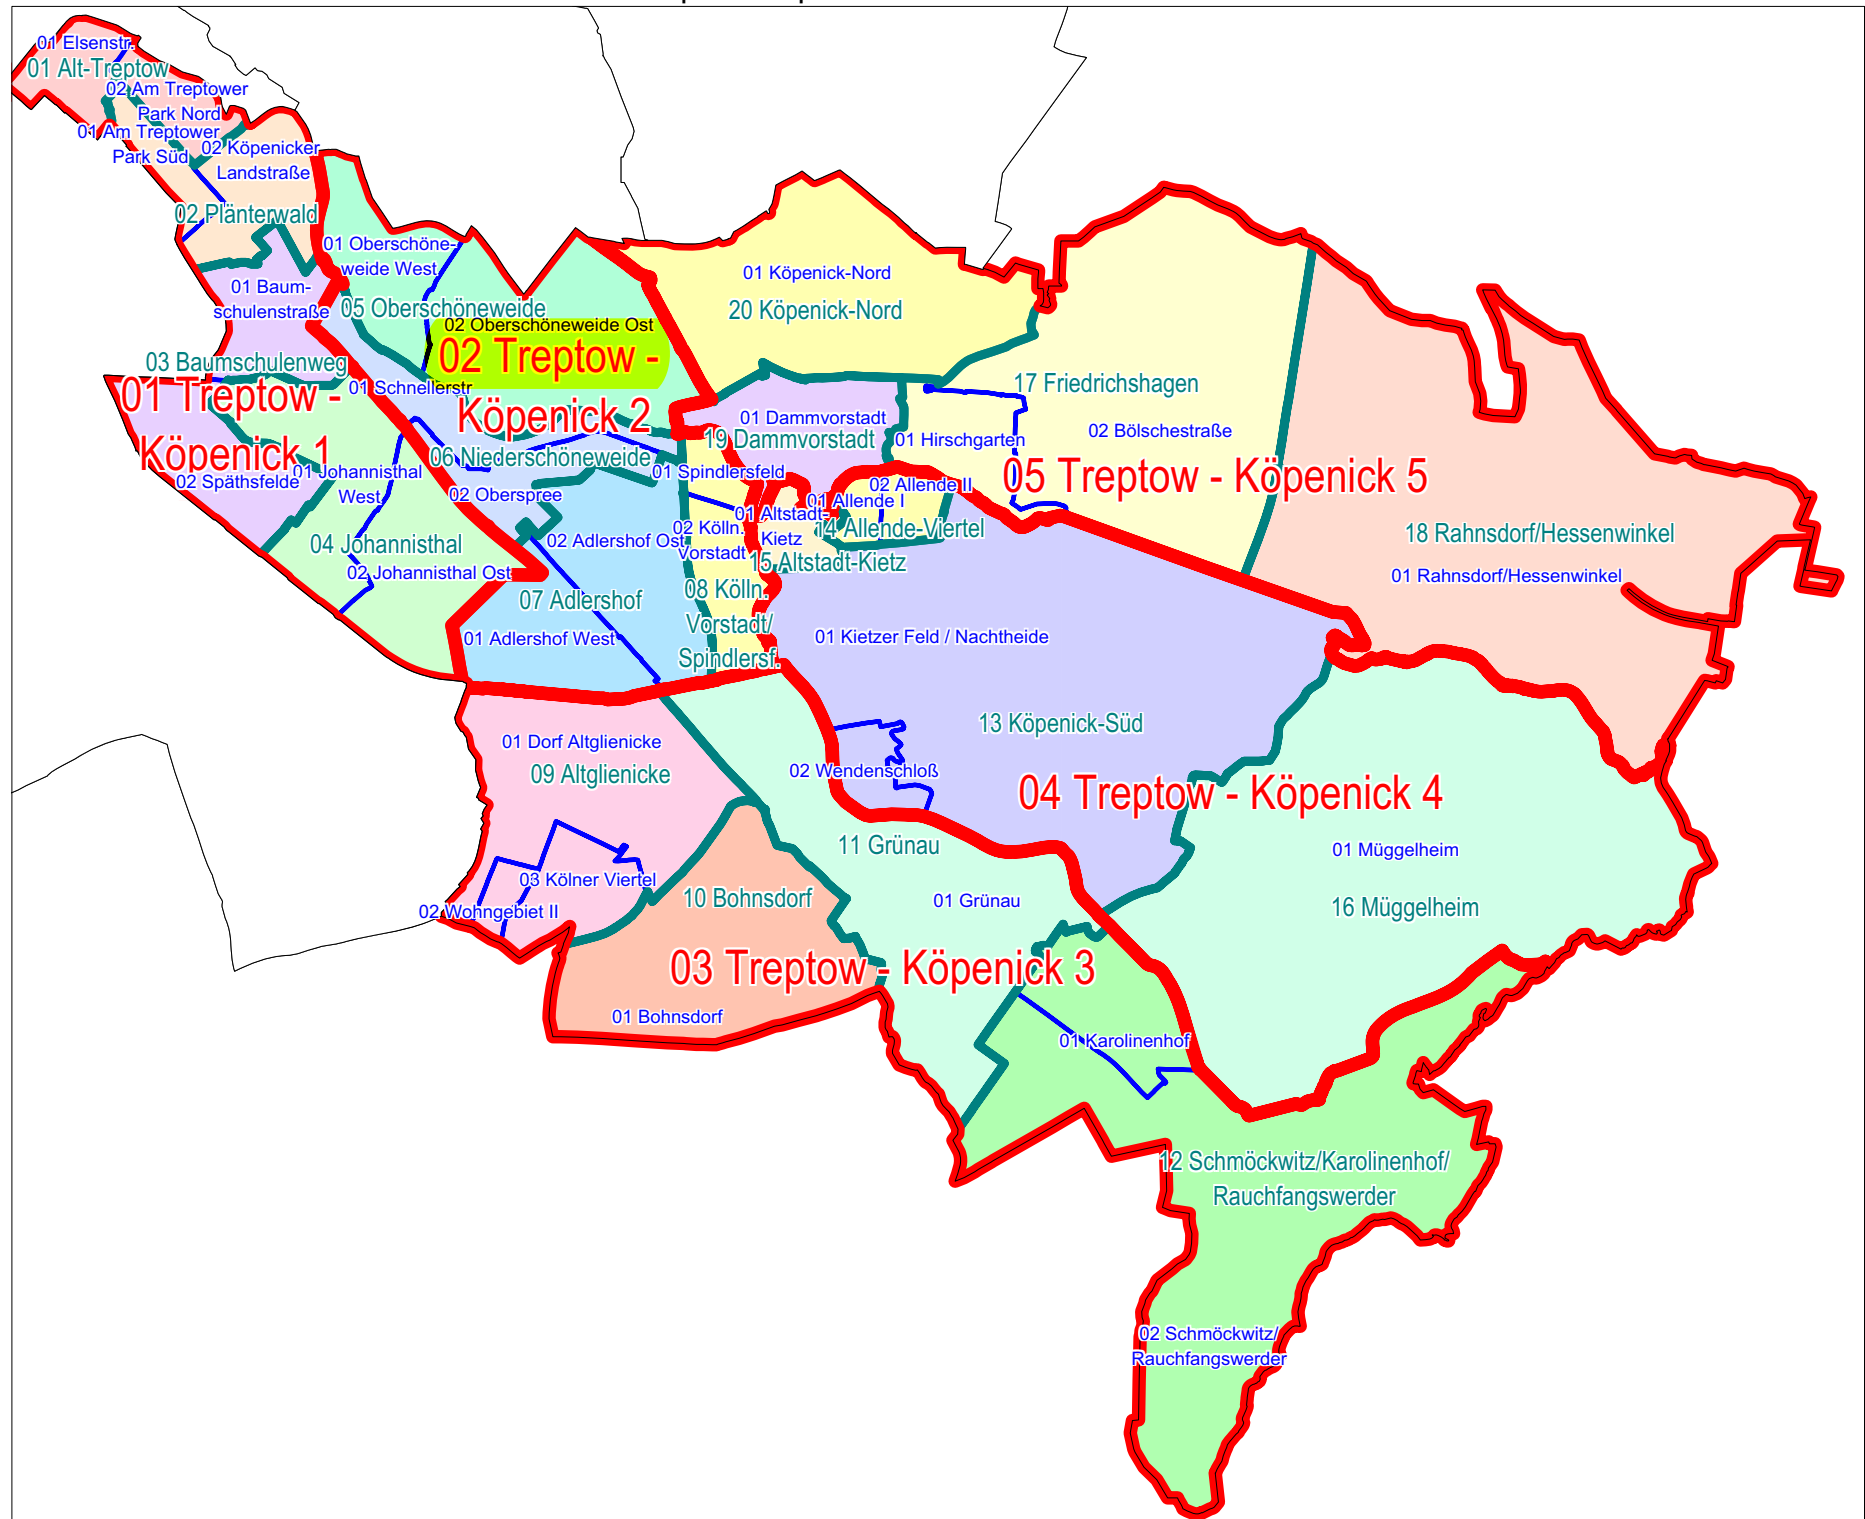 01 Elsenstr.
01 Alt-Treptow
02 Am Treptower
Park Nord
01 Am Treptower
Park Süd
02 Köpenicker
Landstraße
02 Plänterwald
01 Baum-
schulenstraße
03 Baumschulenweg
01 Treptow -
Köpenick 1
02 Späthsfelde
01 Johannisthal
West
04 Johannisthal
02 Johannisthal Ost
01 Oberschöne-
weide West
05 Oberschöneweide
02 Oberschöneweide Ost
02 Treptow -
Köpenick 2
01 Schnellerstr
06 Niederschöneweide
02 Oberspree
02 Adlershof Ost
07 Adlershof
01 Adlershof West
01 Spindlersfeld
02 Kölln.
Vorstadt
08 Kölln.
Vorstadt/
Spindlersf.
01 Köpenick-Nord
20 Köpenick-Nord
01 Dammvorstadt
19 Dammvorstadt
01 Hirschgarten
17 Friedrichshagen
02 Bölschestraße
05 Treptow - Köpenick 5
02 Allende II
01 Allende I
14 Allende-Viertel
01 Altstadt-
Kietz
15 Altstadt-Kietz
18 Rahnsdorf/Hessenwinkel
01 Rahnsdorf/Hessenwinkel
01 Kietzer Feld / Nachtheide
13 Köpenick-Süd
02 Wendenschloß
04 Treptow - Köpenick 4
01 Müggelheim
16 Müggelheim
01 Dorf Altglienicke
09 Altglienicke
03 Kölner Viertel
02 Wohngebiet II
10 Bohnsdorf
01 Bohnsdorf
11 Grünau
01 Grünau
03 Treptow - Köpenick 3
01 Karolinenhof
12 Schmöckwitz/Karolinenhof/
Rauchfangswerder
02 Schmöckwitz/
Rauchfangswerder